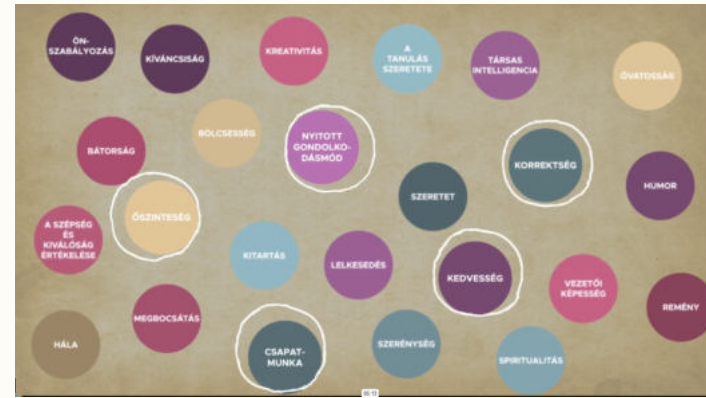 ÖN-
SZABÁLYOZÁS
KÍVÁNCSISÁG
KREATIVITÁS
A
TANULÁS
SZERETETE
TÁRSAS
INTELLIGENCIA
ÓVATOSSÁG
BÁTORSÁG
BÖLCSESSÉG
NYITOTT
GONDOLKO-
DÁSMÓD
KORREKTSÉG
HUMOR
SZERETET
ŐSZINTESÉG
A SZÉPSÉG
ÉS
KIVÁLÓSÁG
ÉRTÉKELÉSE
KITARTÁS
LELKESEDÉS
KEDVESSÉG
VEZETŐI
KÉPESSÉG
REMÉNY
MEGBOCSÁTÁS
HÁLA
CSAPAT-
MUNKA
SZERÉNYSÉG
SPIRITUALITÁS